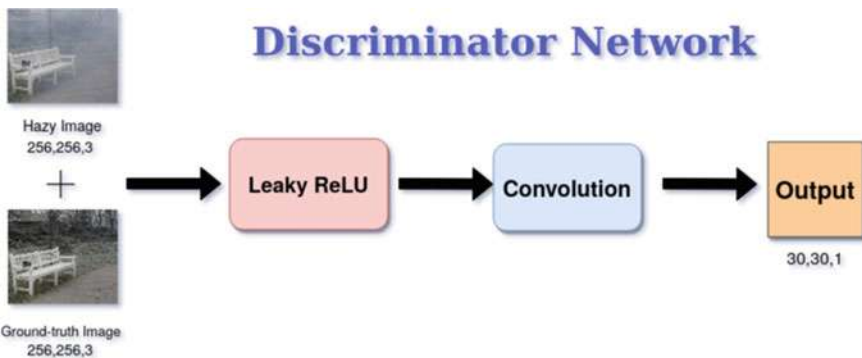 Discriminator Network
Hazy Image
256,256,3
+
Ground-truth Image
256,256,3
Leaky ReLU
Convolution
Output
30,30,1